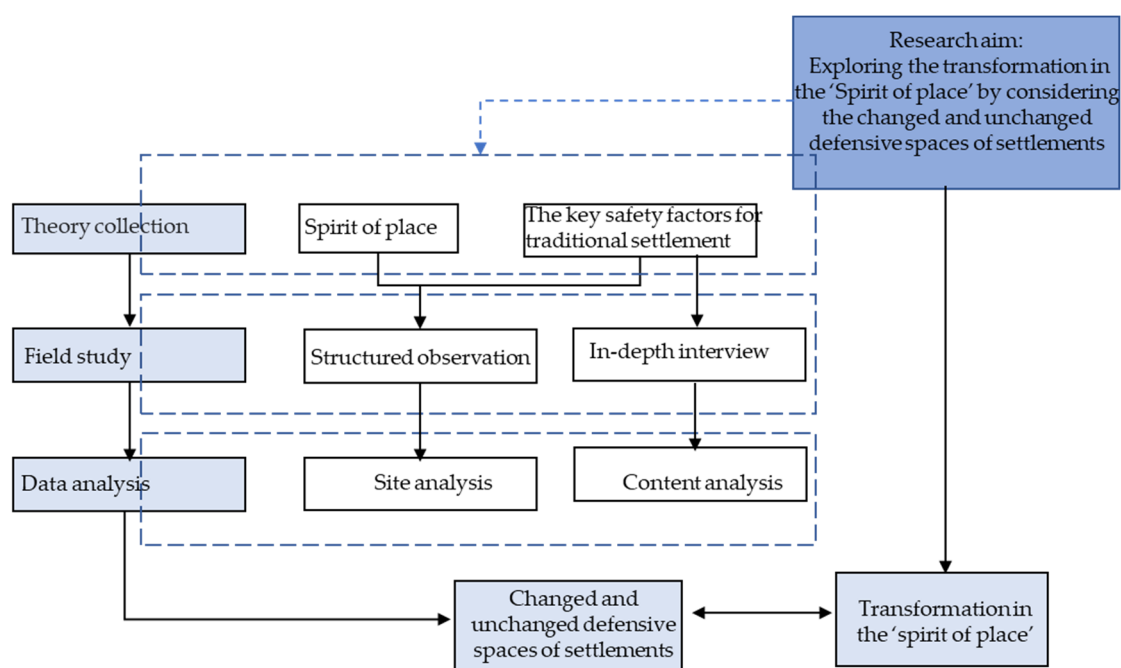 Research aim:
Exploring the transformation in
the ‘Spirit of place’ by considering
the changed and unchanged
defensive spaces of settlements
Theory collection
Spirit of place
The key safety factors for
traditional settlement
Field study
Structured observation
In-depth interview
Data analysis
Site analysis
Content analysis
Changed and
unchanged defensive
spaces of settlements
Transformation in
the ‘spirit of place’